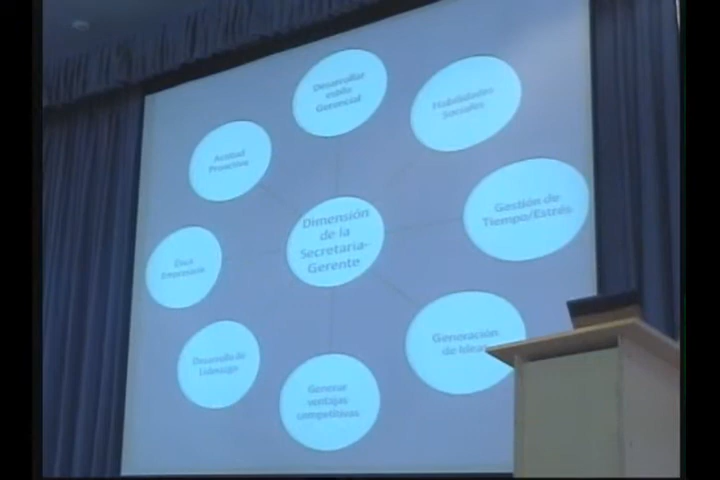 Desarrollar
estilo
Gerencial
Habilidades
Sociales
Actitud
Proactiva
Gestión de
Tiempo/Estrés
Dimensión
de la
Secretaria-
Gerente
Ética
Empresarial
Generación
de Ideas
Desarrollo de
Liderazgo
Generar
ventajas
competitivas